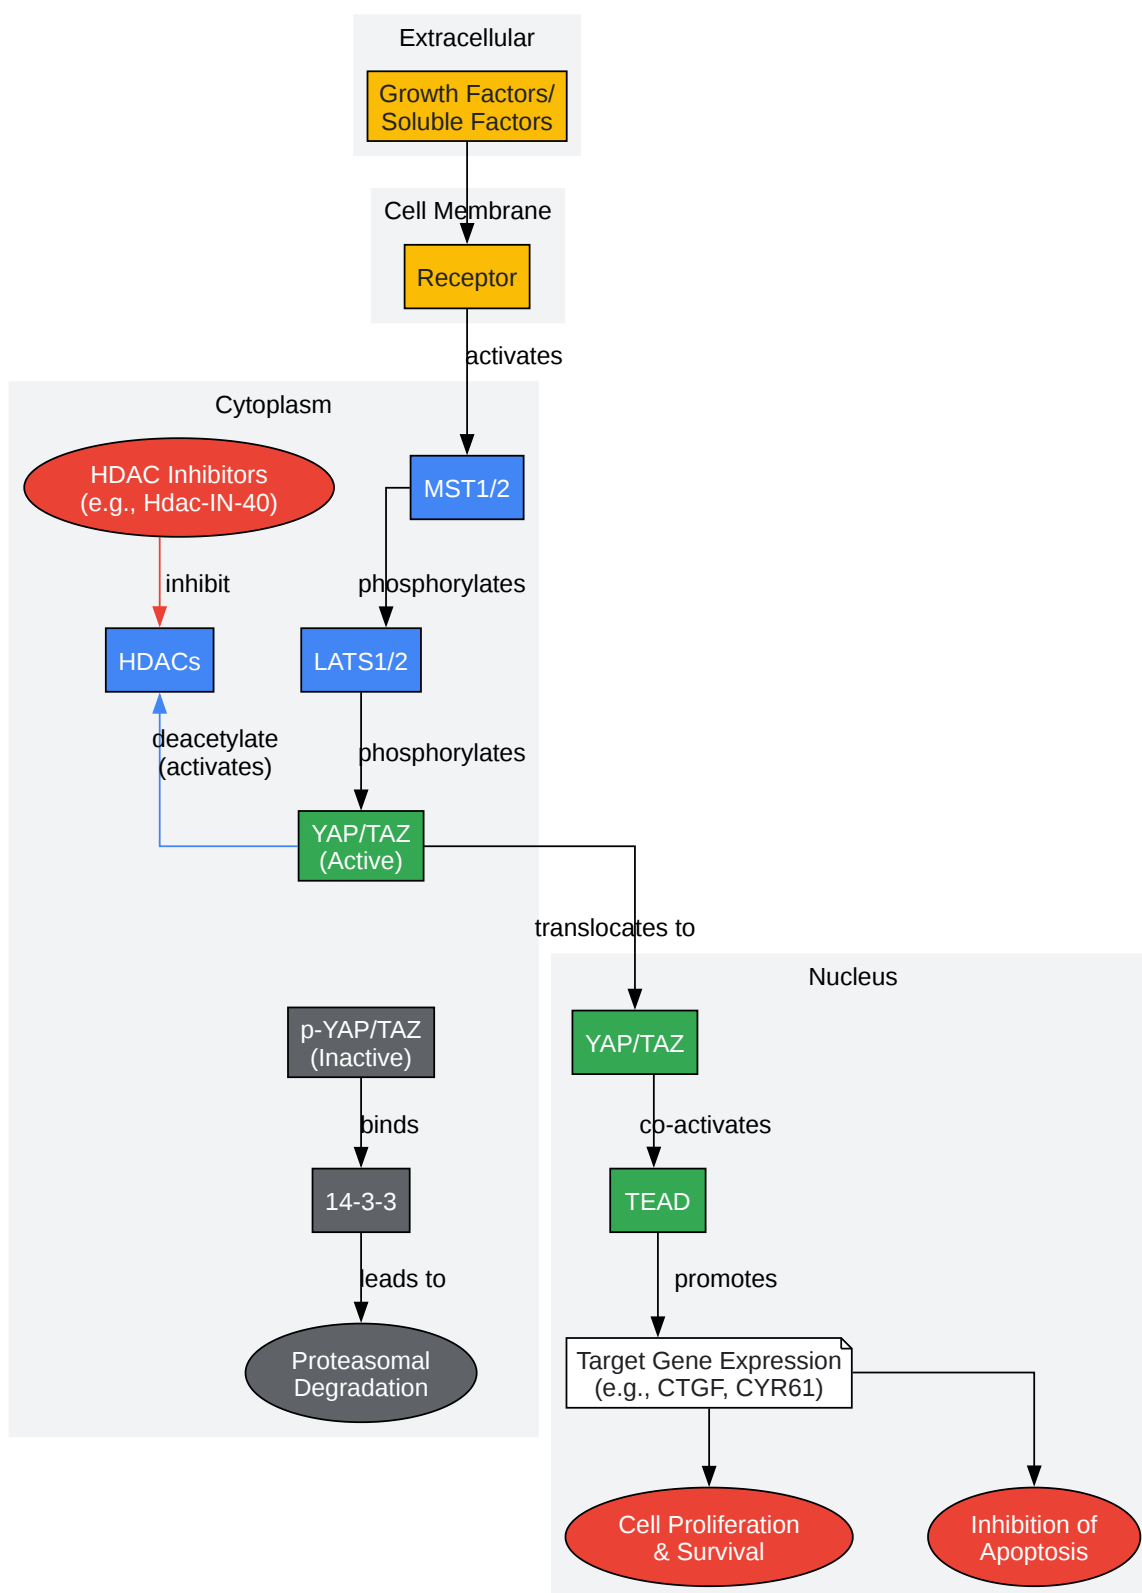 Extracellular
Growth Factors/
Soluble Factors
Cell Membrane
Receptor
activates
Cytoplasm
HDAC Inhibitors
(e.g., Hdac-IN-40)
MST1/2
inhibit
phosphorylates
HDACs
LATS1/2
deacetylate
(activates)
phosphorylates
YAP/TAZ
(Active)
translocates to
Nucleus
p-YAP/TAZ
(Inactive)
YAP/TAZ
binds
co-activates
14-3-3
TEAD
leads to
promotes
Proteasomal
Degradation
Target Gene Expression
(e.g., CTGF, CYR61)
Cell Proliferation
& Survival
Inhibition of
Apoptosis